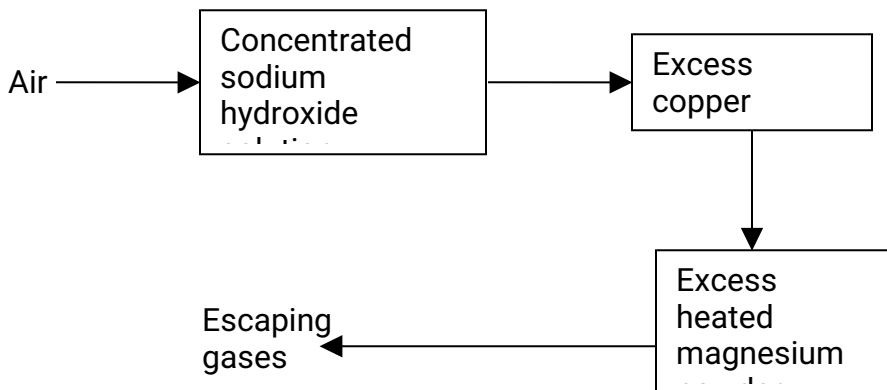 Air
Concentrated
sodium
hydroxide
Excess
copper
Excess
heated
magnesium
Escaping
gases